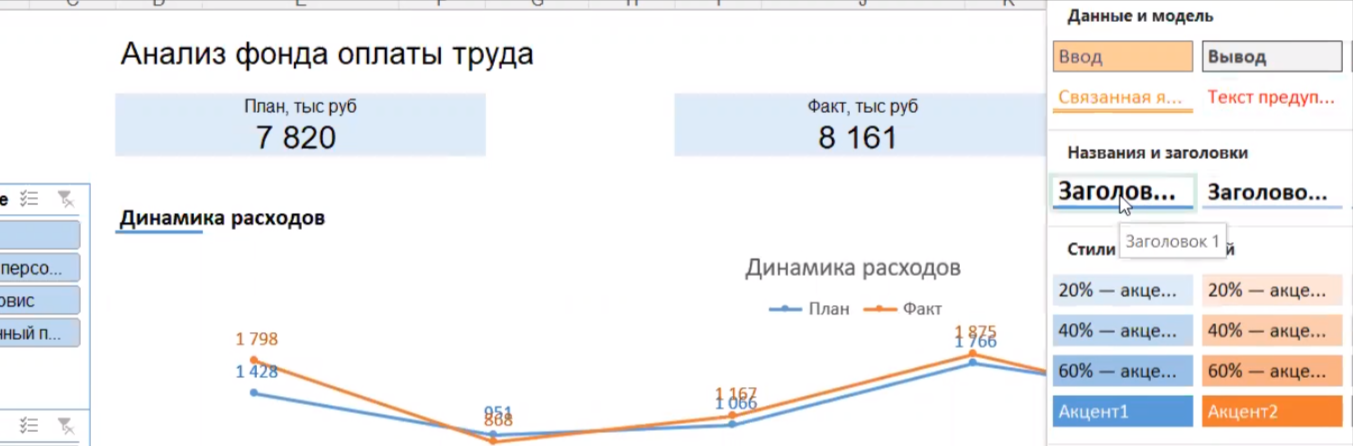 Анализ фонда оплаты труда
План, тыс руб
7 820
Факт, тыс руб
8 161
е
персо...
овис
ный п...
Динамика расходов
Динамика расходов
План
Факт
1 798
1 428
951
868
1 167
1 066
1 875
1 766
Данные и модель
Ввод
Вывод
Связанная я...
Текст предуп...
Названия и заголовки
Заголов...
Заголово...
Заголовок 1
Стили
й
20% — акце...
20% — акце...
40% — акце...
40% — акце...
60% — акце...
60% — акце...
Акцент1
Акцент2